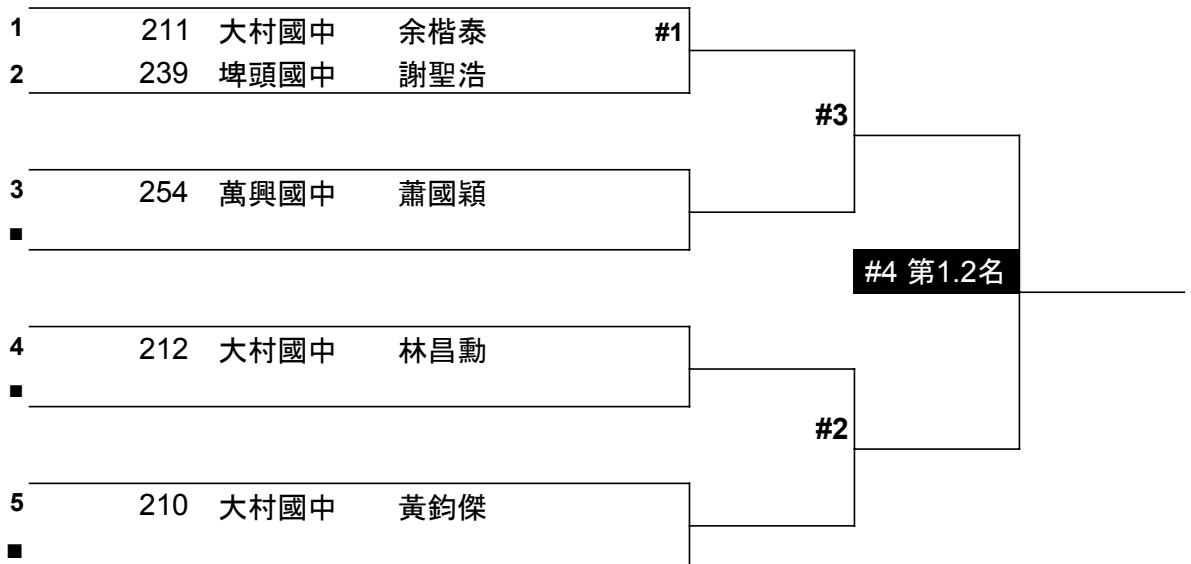 1 211 大村國中 余楷泰 #1
2 239 埤頭國中 謝聖浩
#3
3 254 萬興國中 蕭國穎
■
#4 第1.2名
4 212 大村國中 林昌勳
■
#2
5 210 大村國中 黃鈞傑
■